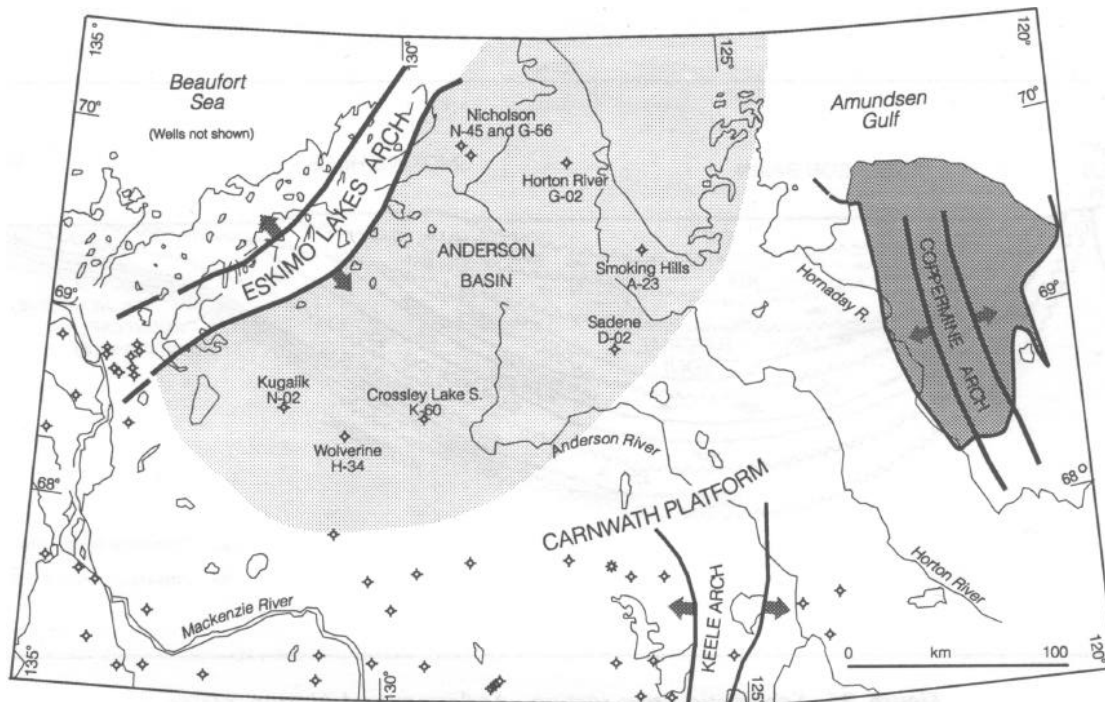 135°
130°
125°
120°
Beaufort
Sea
(Wells not shown)
70°
Amundsen
Gulf
70°
Nicholson
N-45 and G-56
Horton River
G-02
ESKIMO LAKES ARCH
ANDERSON
BASIN
Smoking Hills
A-23
Hornaday R.
COPPERMINE
ARCH
69°
69°
Sadene
D-02
Kugailk
N-02
Crossley Lake S.
K-60
Wolverine
H-34
Anderson River
68°
68°
CARNWATH PLATFORM
Horton River
Mackenzie River
KEELE ARCH
0 km 100
135°
130°
125°
120°